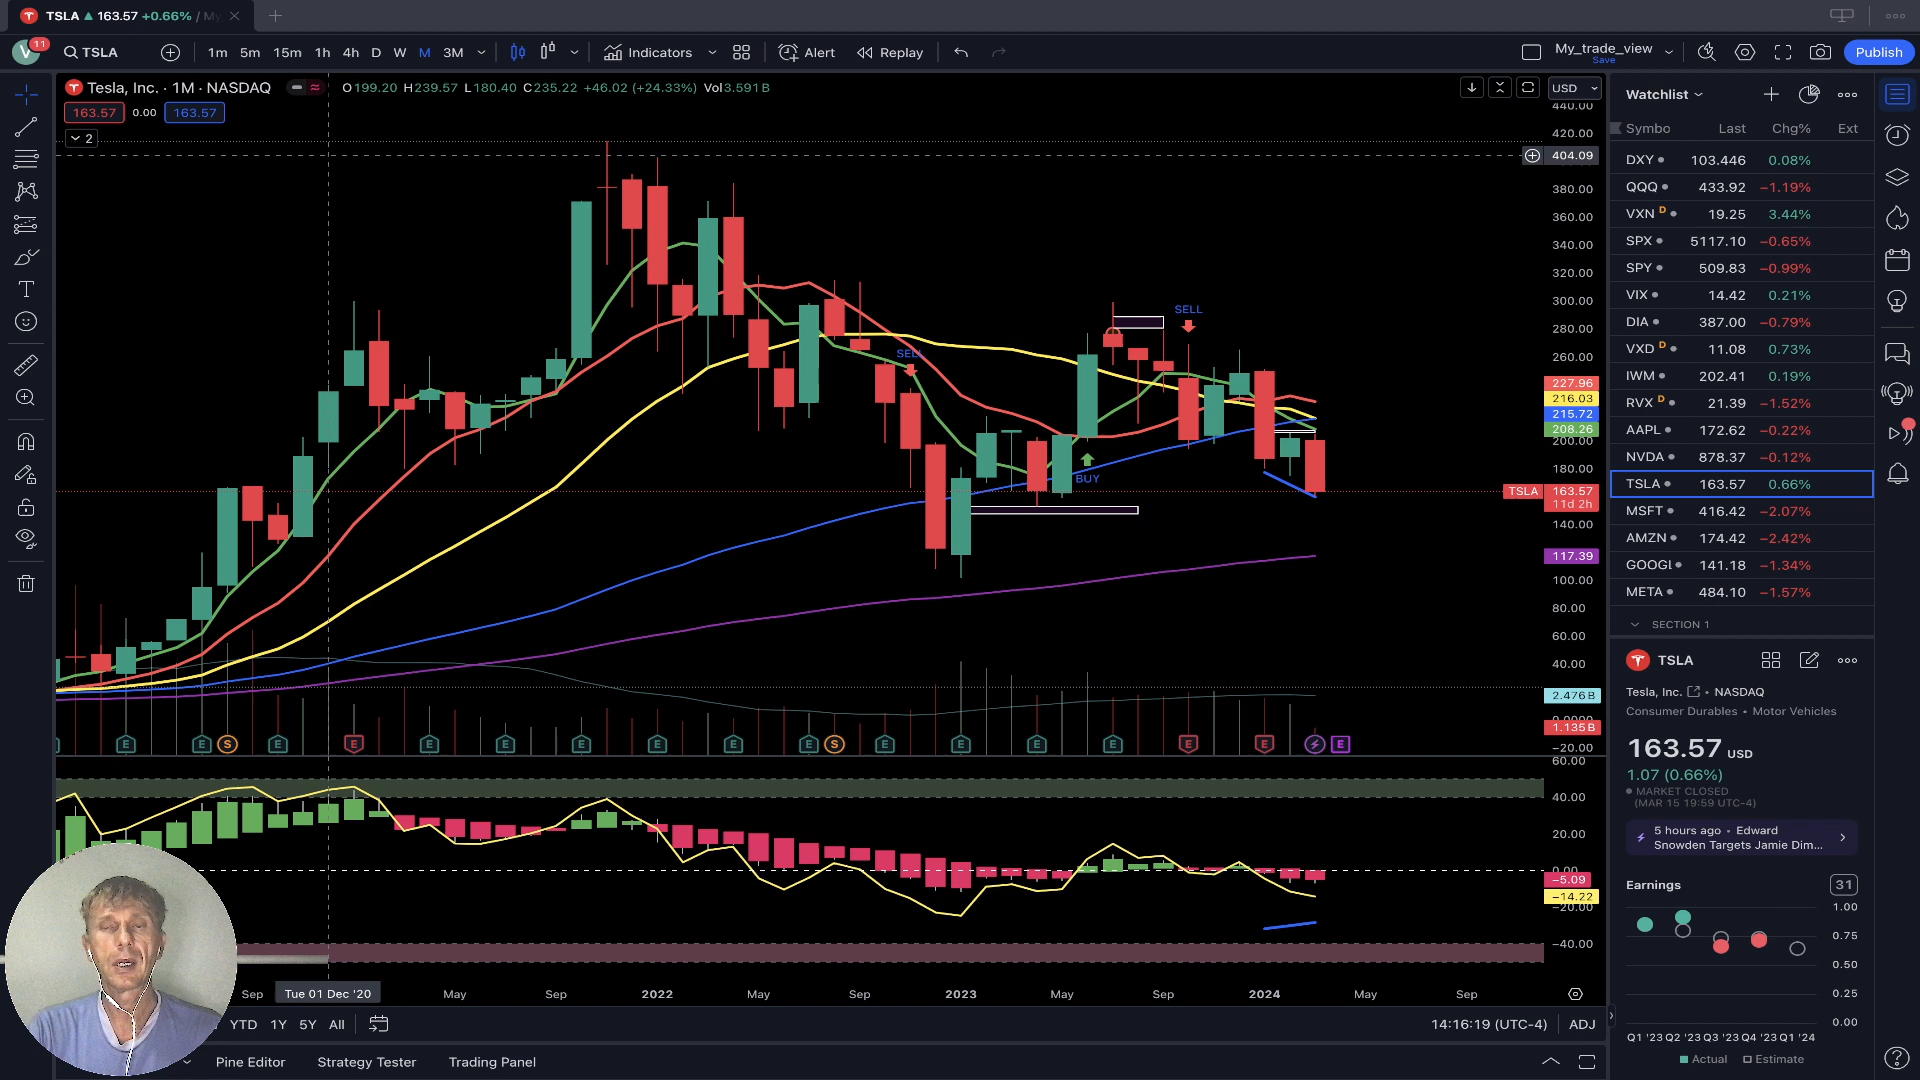 TSLA ▲ 163.57 +0.66% / My
V 11 TSLA 1m 5m 15m 1h 4h D W M 3M Indicators Alert Replay My_trade_view Save Publish
Tesla, Inc. · 1M · NASDAQ O199.20 H239.57 L180.40 C235.22 +46.02 (+24.33%) Vol3.591 B
163.57 0.00 163.57
2
USD
440.00
420.00
404.09
380.00
360.00
340.00
320.00
300.00
280.00
260.00
227.96
216.03
215.72
208.26
200.00
180.00
TSLA 163.57
11d 2h
140.00
117.39
100.00
80.00
60.00
40.00
2.476 B
1.135 B
−20.00
SELL
SELL
BUY
E E S E E E E E E E E S E E E E E E E
60.00
40.00
20.00
0.00
−5.09
−14.22
−20.00
−40.00
Sep Tue 01 Dec '20 May Sep 2022 May Sep 2023 May Sep 2024 May Sep
YTD 1Y 5Y All 14:16:19 (UTC-4) ADJ
Pine Editor Strategy Tester Trading Panel
Watchlist
Symbo Last Chg% Ext
DXY 103.446 0.08%
QQQ 433.92 −1.19%
VXN D 19.25 3.44%
SPX 5117.10 −0.65%
SPY 509.83 −0.99%
VIX 14.42 0.21%
DIA 387.00 −0.79%
VXD D 11.08 0.73%
IWM 202.41 0.19%
RVX D 21.39 −1.52%
AAPL 172.62 −0.22%
NVDA 878.37 −0.12%
TSLA 163.57 0.66%
MSFT 416.42 −2.07%
AMZN 174.42 −2.42%
GOOGL 141.18 −1.34%
META 484.10 −1.57%
SECTION 1
TSLA
Tesla, Inc. • NASDAQ
Consumer Durables • Motor Vehicles
163.57 USD
1.07 (0.66%)
MARKET CLOSED
(MAR 15 19:59 UTC-4)
5 hours ago • Edward
Snowden Targets Jamie Dim...
Earnings 31
1.00
0.75
0.50
0.25
0.00
Q1 '23 Q2 '23 Q3 '23 Q4 '23 Q1 '24
Actual Estimate